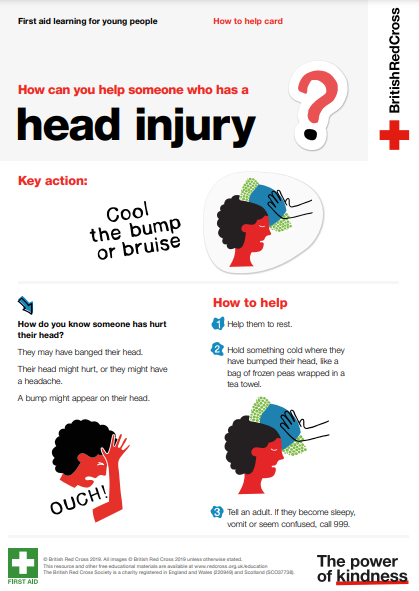 First aid learning for young people
How to help card
BritishRedCross
How can you help someone who has a
head injury
?
Key action:
Cool
the bump
or bruise
How do you know someone has hurt
their head?
They may have banged their head.
Their head might hurt, or they might have
a headache.
A bump might appear on their head.
OUCH!
How to help
1 Help them to rest.
2 Hold something cold where they
have bumped their head, like a
bag of frozen peas wrapped in a
tea towel.
3 Tell an adult. If they become sleepy,
vomit or seem confused, call 999.
FIRST AID
© British Red Cross 2019. All images © British Red Cross 2019 unless otherwise stated.
This resource and other free educational materials are available at www.redcross.org.uk/education
The British Red Cross Society is a charity registered in England and Wales (220949) and Scotland (SC037738).
The power
of kindness